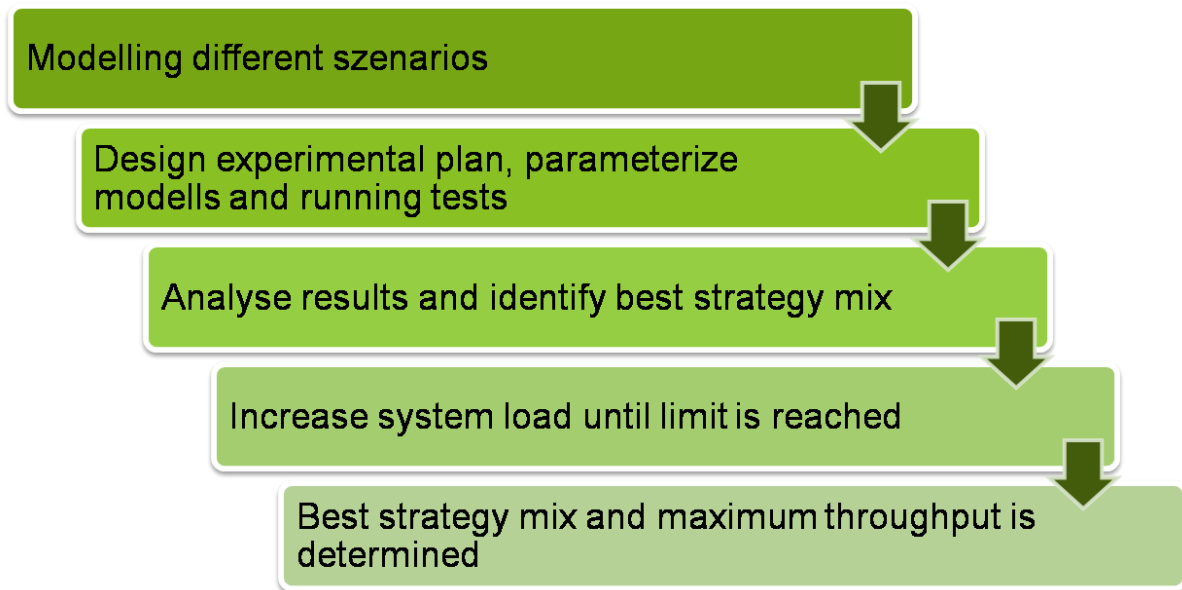 Modelling different szenarios
Design experimental plan, parameterize
modells and running tests
Analyse results and identify best strategy mix
Increase system load until limit is reached
Best strategy mix and maximum throughput is
determined